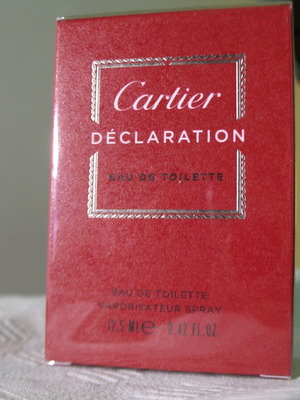 Cartier
DÉCLARATION
EAU DE TOILETTE
EAU DE TOILETTE
VAPORISATEUR SPRAY
12.5 ML e 0.42 FL.OZ.